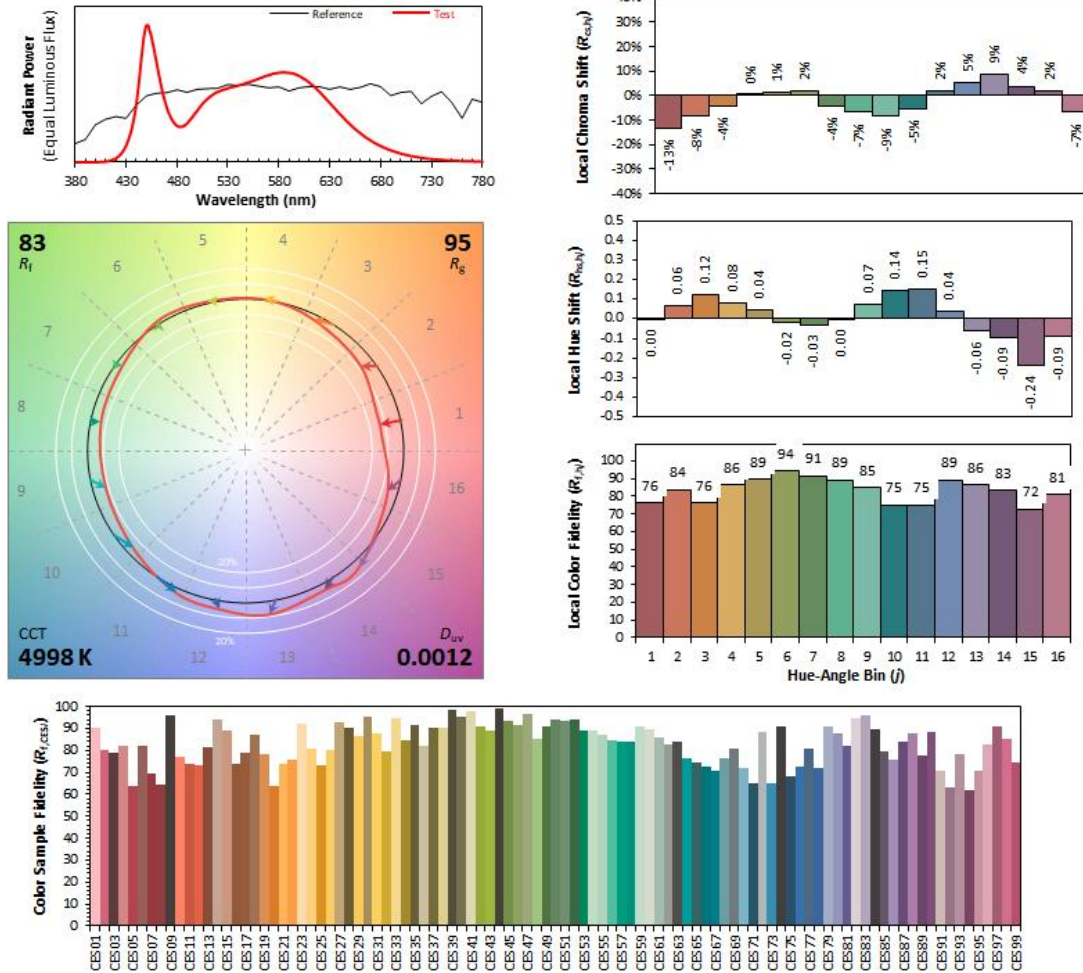 Radiant Power
(Equal Luminous Flux)
Reference
Test
380 430 480 530 580 630 680 730 780
Wavelength (nm)
Local Chroma Shift (Rcs,hj)
30%
20%
10%
0%
-10%
-20%
-30%
-40%
-13% -8% -4% 0% 1% 2% -4% -7% -9% -5% 2% 5% 9% 4% 2% -7%
83
Rf
95
Rg
5 4
6 3
7 2
8 1
9 16
10 15
11 14
12 13
20%
20%
CCT
4998 K
Duv
0.0012
Local Hue Shift (Rhs,hj)
0.5
0.4
0.3
0.2
0.1
0.0
-0.1
-0.2
-0.3
-0.4
-0.5
0.00 0.06 0.12 0.08 0.04 -0.02 -0.03 0.00 0.07 0.14 0.15 0.04 -0.06 -0.09 -0.24 -0.09
Local Color Fidelity (Rf,hj)
100
90
80
70
60
50
40
30
20
10
0
76 84 76 86 89 94 91 89 85 75 75 89 86 83 72 81
1 2 3 4 5 6 7 8 9 10 11 12 13 14 15 16
Hue-Angle Bin (j)
Color Sample Fidelity (Rf,CESi)
100
90
80
70
60
50
40
30
20
10
0
CES01 CES03 CES05 CES07 CES09 CES11 CES13 CES15 CES17 CES19 CES21 CES23 CES25 CES27 CES29 CES31 CES33 CES35 CES37 CES39 CES41 CES43 CES45 CES47 CES49 CES51 CES53 CES55 CES57 CES59 CES61 CES63 CES65 CES67 CES69 CES71 CES73 CES75 CES77 CES79 CES81 CES83 CES85 CES87 CES89 CES91 CES93 CES95 CES97 CES99